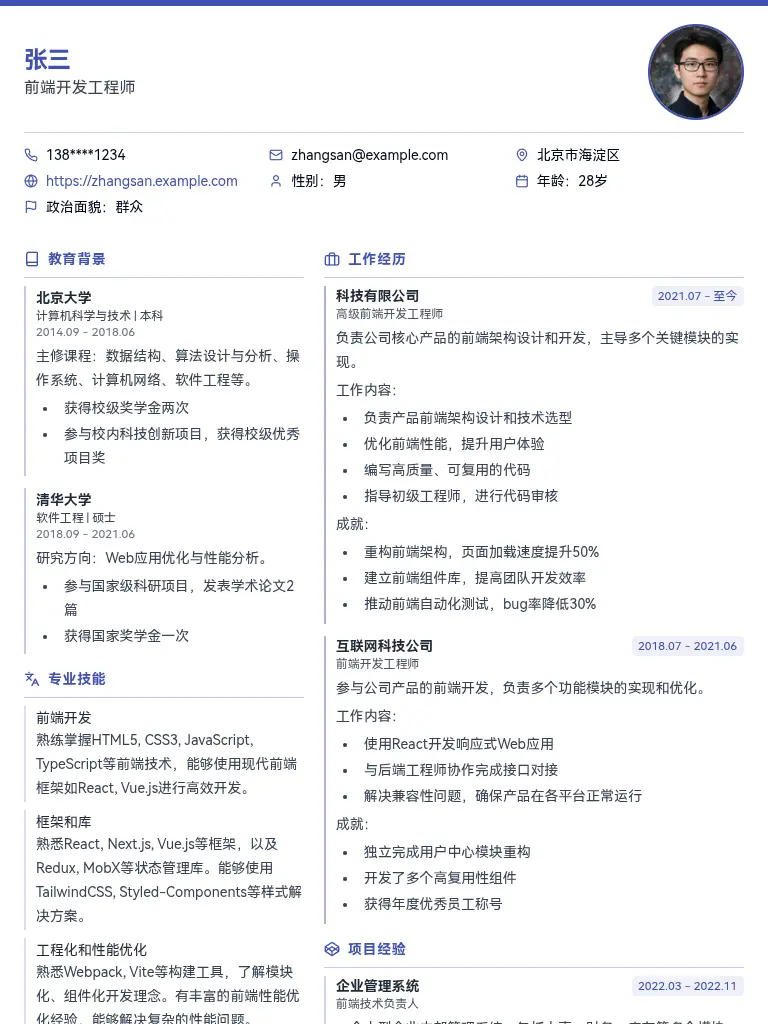 张三
前端开发工程师
138****1234
zhangsan@example.com
北京市海淀区
https://zhangsan.example.com
性别：男
年龄：28岁
政治面貌：群众
教育背景
北京大学
计算机科学与技术 | 本科
2014.09 - 2018.06
主修课程：数据结构、算法设计与分析、操
作系统、计算机网络、软件工程等。
• 获得校级奖学金两次
• 参与校内科技创新项目，获得校级优秀
项目奖
清华大学
软件工程 | 硕士
2018.09 - 2021.06
研究方向：Web应用优化与性能分析。
• 参与国家级科研项目，发表学术论文2
篇
• 获得国家奖学金一次
专业技能
前端开发
熟练掌握HTML5, CSS3, JavaScript,
TypeScript等前端技术，能够使用现代前端
框架如React, Vue.js进行高效开发。
框架和库
熟悉React, Next.js, Vue.js等框架，以及
Redux, MobX等状态管理库。能够使用
TailwindCSS, Styled-Components等样式解
决方案。
工程化和性能优化
熟悉Webpack, Vite等构建工具，了解模块
化、组件化开发理念。有丰富的前端性能优
化经验，能够解决复杂的性能问题。
工作经历
科技有限公司
2021.07 - 至今
高级前端开发工程师
负责公司核心产品的前端架构设计和开发，主导多个关键模块的实
现。
工作内容：
• 负责产品前端架构设计和技术选型
• 优化前端性能，提升用户体验
• 编写高质量、可复用的代码
• 指导初级工程师，进行代码审核
成就：
• 重构前端架构，页面加载速度提升50%
• 建立前端组件库，提高团队开发效率
• 推动前端自动化测试，bug率降低30%
互联网科技公司
2018.07 - 2021.06
前端开发工程师
参与公司产品的前端开发，负责多个功能模块的实现和优化。
工作内容：
• 使用React开发响应式Web应用
• 与后端工程师协作完成接口对接
• 解决兼容性问题，确保产品在各平台正常运行
成就：
• 独立完成用户中心模块重构
• 开发了多个高复用性组件
• 获得年度优秀员工称号
项目经验
企业管理系统
2022.03 - 2022.11
前端技术负责人